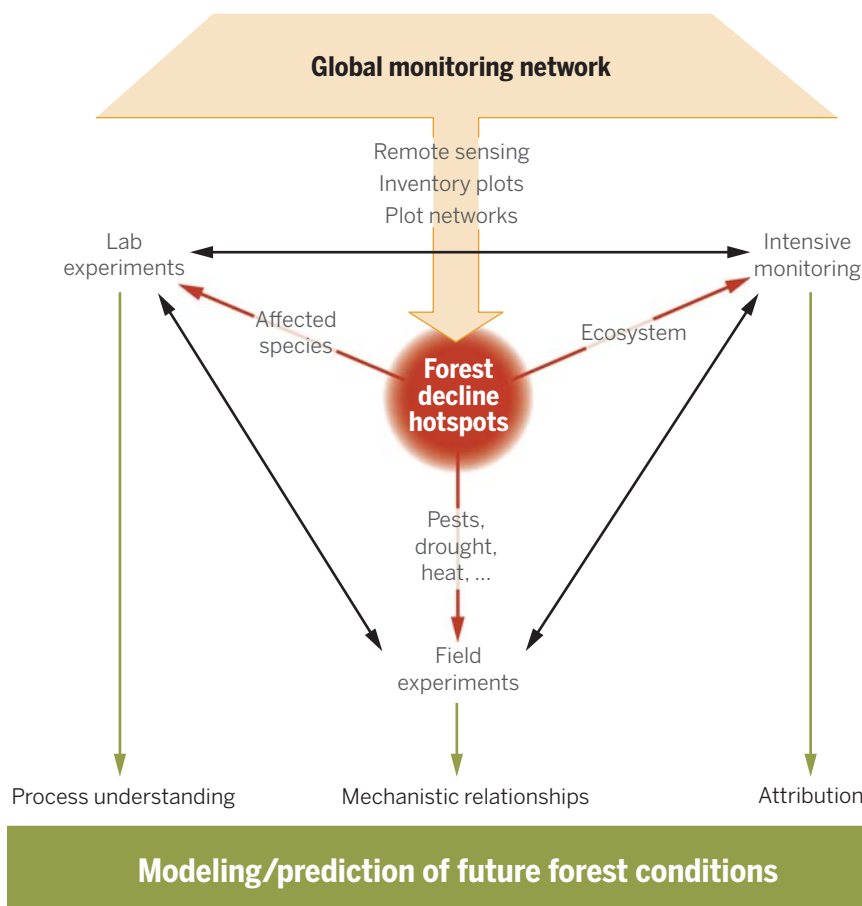 Global monitoring network
Remote sensing
Inventory plots
Plot networks
Lab
experiments
Intensive
monitoring
Affected
species
Ecosystem
Forest
decline
hotspots
Pests,
drought,
heat, ...
Field
experiments
Process understanding
Mechanistic relationships
Attribution
Modeling/prediction of future forest conditions